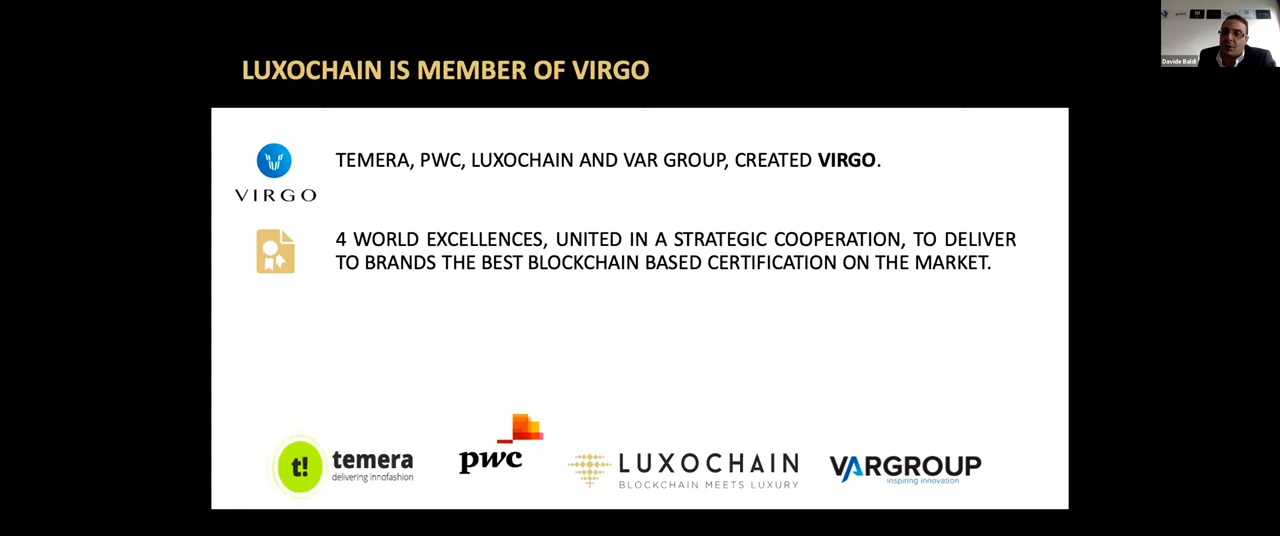 LUXOCHAIN IS MEMBER OF VIRGO
Davide Baldi
VIRGO
TEMERA, PWC, LUXOCHAIN AND VAR GROUP, CREATED VIRGO.
4 WORLD EXCELLENCES, UNITED IN A STRATEGIC COOPERATION, TO DELIVER
TO BRANDS THE BEST BLOCKCHAIN BASED CERTIFICATION ON THE MARKET.
t!
temera
delivering innofashion
pwc
LUXOCHAIN
BLOCKCHAIN MEETS LUXURY
VARGROUP
inspiring innovation